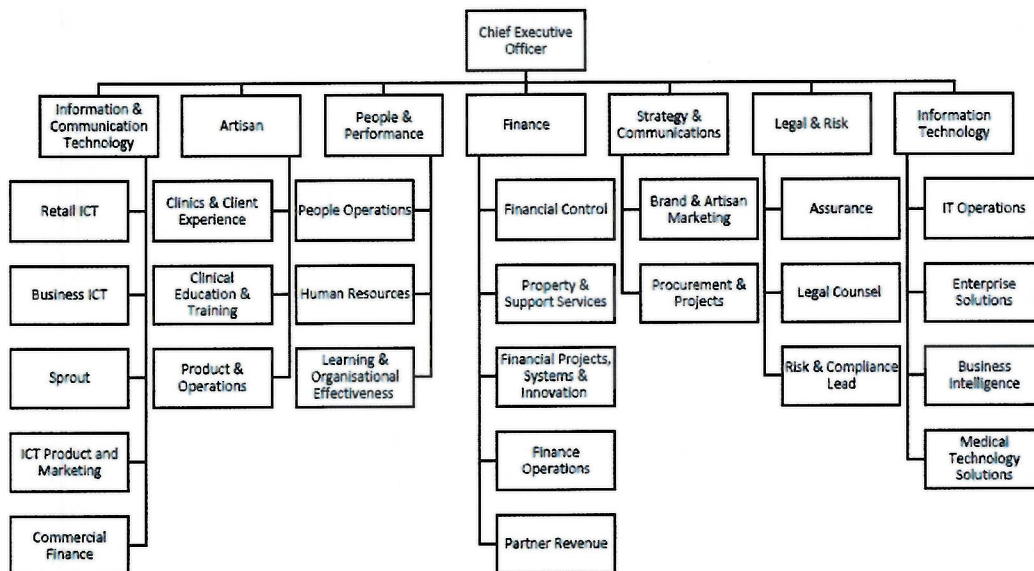 Chief Executive
Officer
Information &
Communication
Technology
Artisan
People &
Performance
Finance
Strategy &
Communications
Legal & Risk
Information
Technology
Retail ICT
Business ICT
Sprout
ICT Product and
Marketing
Commercial
Finance
Clinics & Client
Experience
Clinical
Education &
Training
Product &
Operations
People Operations
Human Resources
Learning &
Organisational
Effectiveness
Financial Control
Property &
Support Services
Financial Projects,
Systems &
Innovation
Finance
Operations
Partner Revenue
Brand & Artisan
Marketing
Procurement &
Projects
Assurance
Legal Counsel
Risk & Compliance
Lead
IT Operations
Enterprise
Solutions
Business
Intelligence
Medical
Technology
Solutions